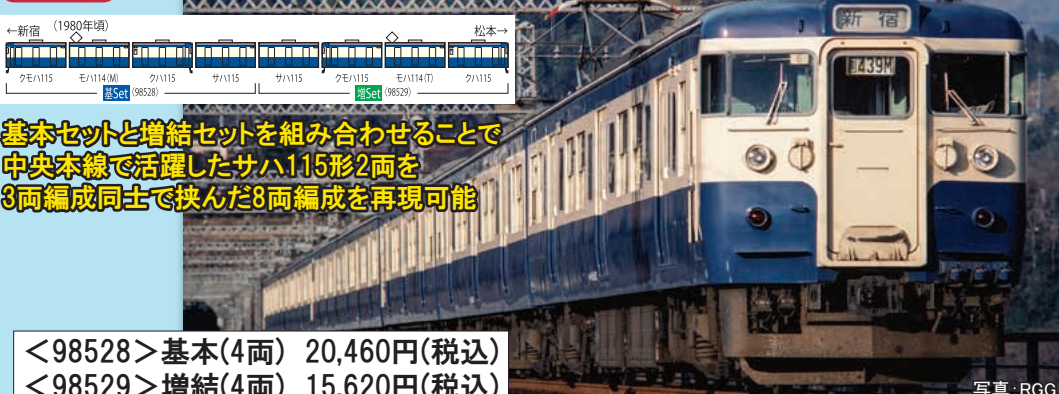 ←新宿 (1980年頃) 松本→
クモハ115 モハ114(M) クハ115 サハ115 サハ115 クモハ115 モハ114(T) クハ115
基Set (98528) 増Set (98529)
基本セットと増結セットを組み合わせることで
中央本線で活躍したサハ115形2両を
3両編成同士で挟んだ8両編成を再現可能
新宿
439M
<98528>基本(4両) 20,460円(税込)
<98529>増結(4両) 15,620円(税込)
写真:RGG